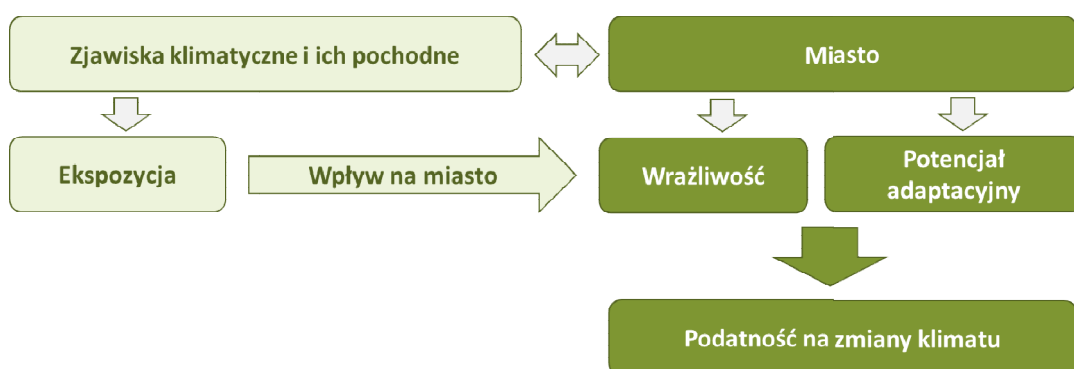 Zjawiska klimatyczne i ich pochodne
Miasto
Ekspozycja
Wpływ na miasto
Wrażliwość
Potencjał
adaptacyjny
Podatność na zmiany klimatu